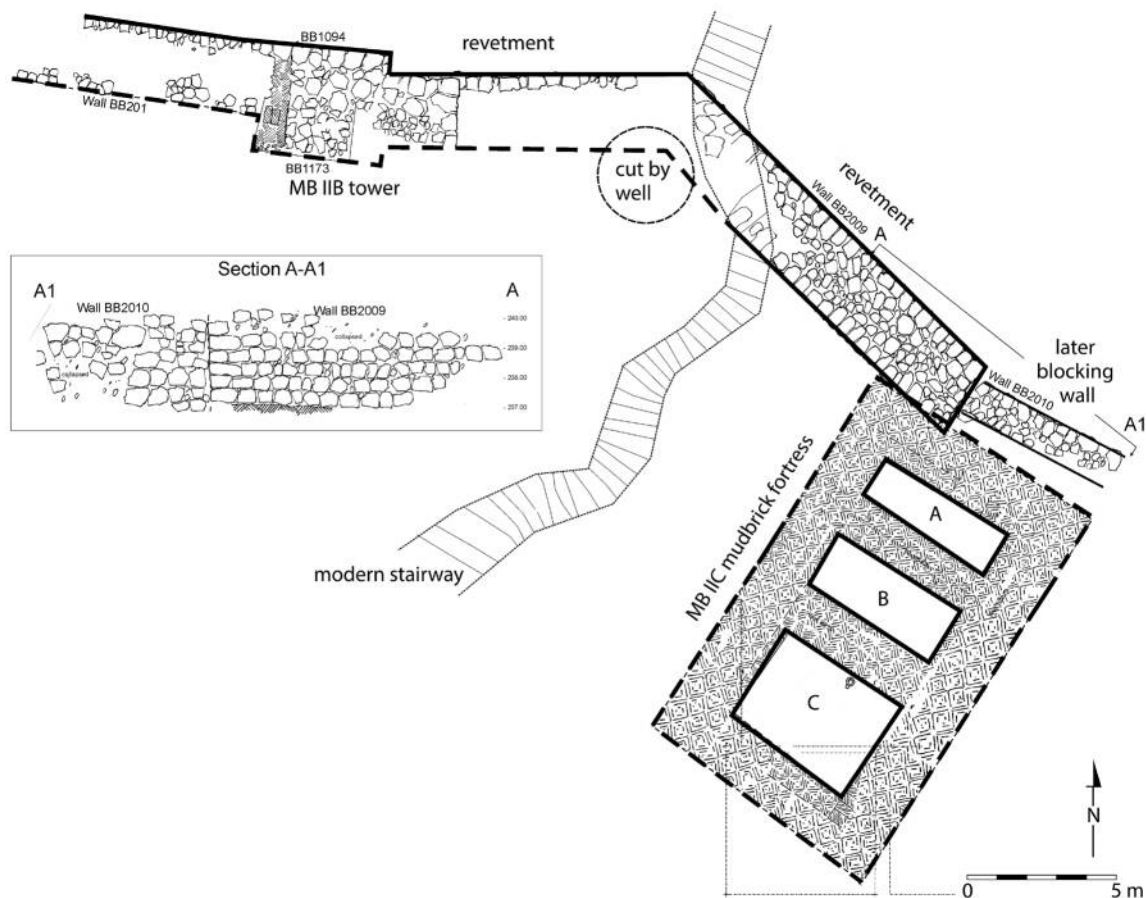 BB1094
revetment
Wall BB201
BB1173
MB IIB tower
cut by
well
revetment
Wall BB2009
A
Section A-A1
A1
A
Wall BB2010
Wall BB2009
- 240.00
collapsed
- 239.00
collapsed
- 238.00
- 237.00
later
blocking
wall
Wall BB2010
A1
MB IIC mudbrick fortress
A
B
C
modern stairway
N
0
5 m